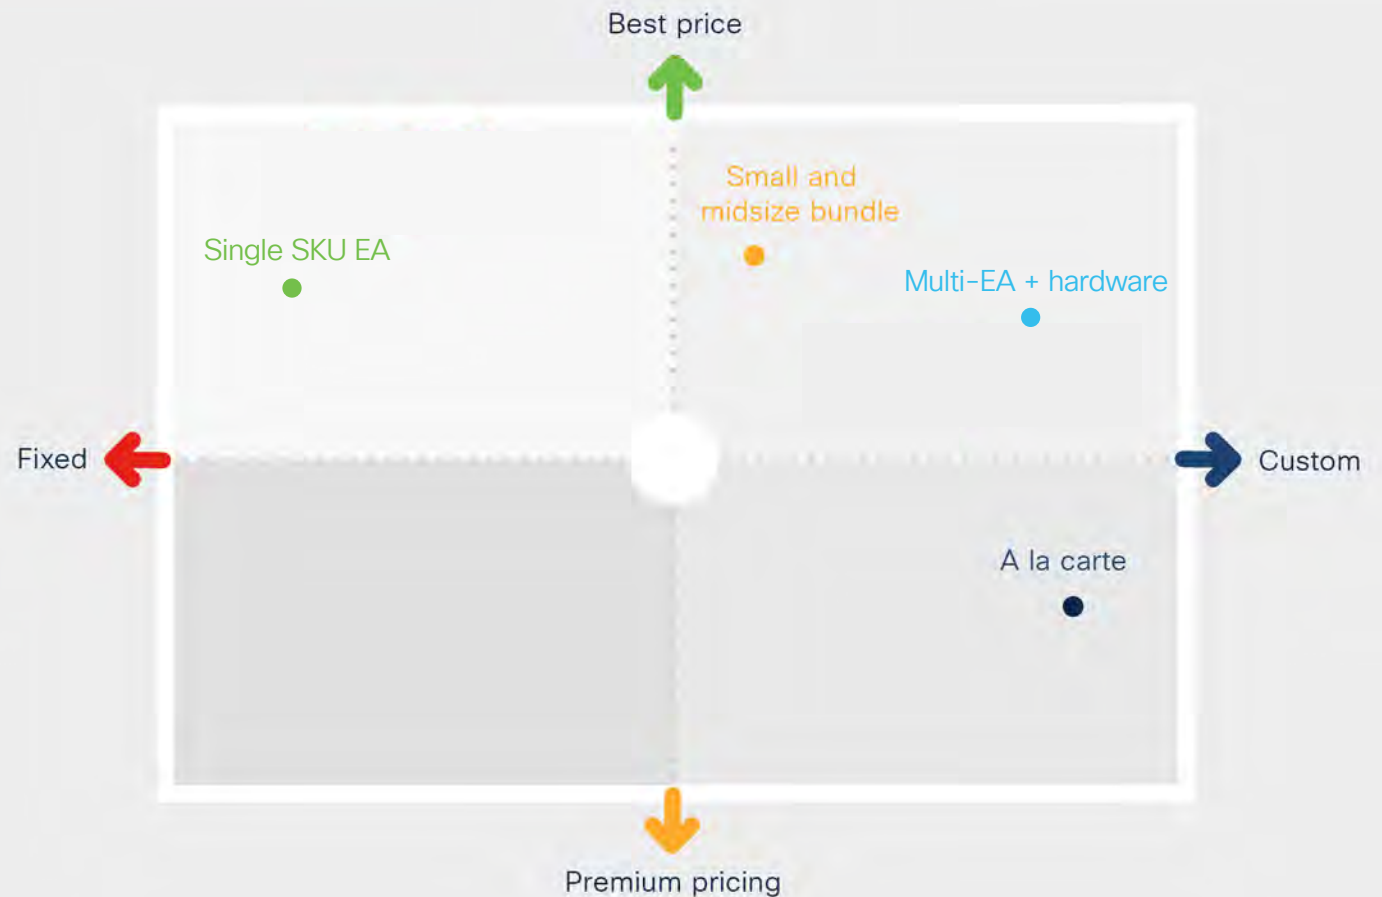 Best price
Small and
midsize bundle
Single SKU EA
Multi-EA + hardware
Fixed
Custom
A la carte
Premium pricing